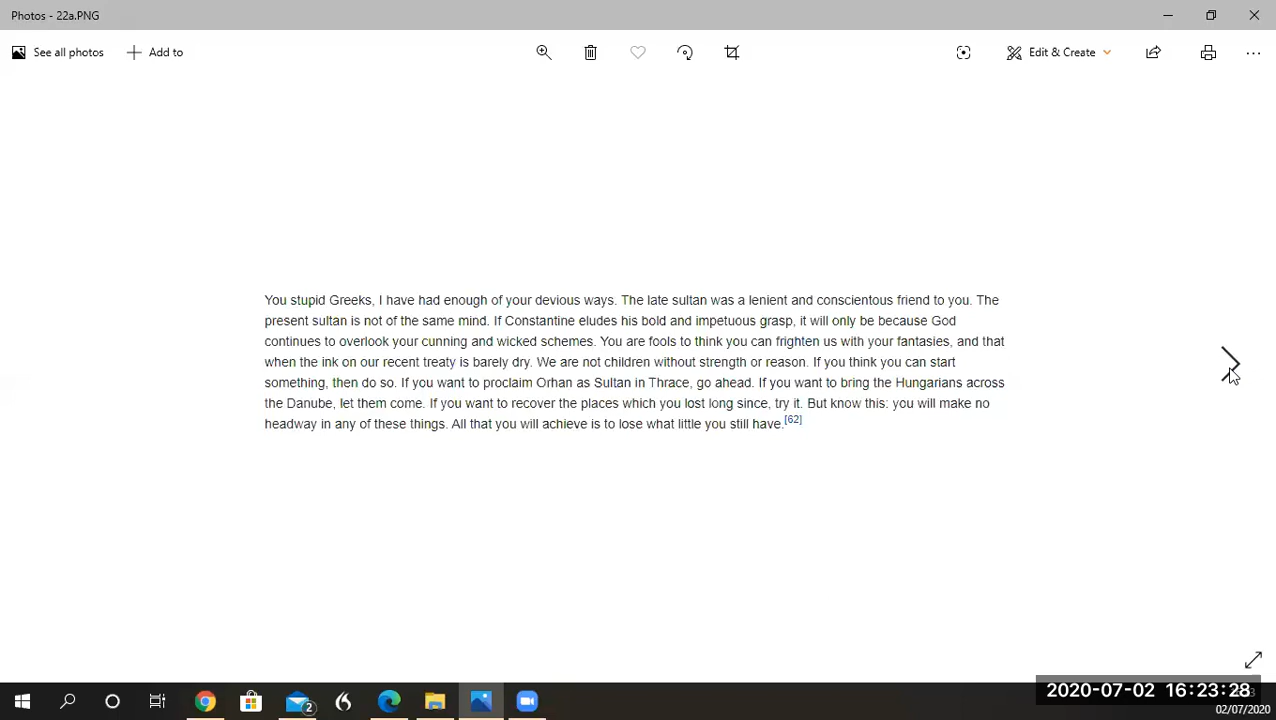 Photos - 22a.PNG
See all photos
Add to
Edit & Create
You stupid Greeks, I have had enough of your devious ways. The late sultan was a lenient and conscientous friend to you. The
present sultan is not of the same mind. If Constantine eludes his bold and impetuous grasp, it will only be because God
continues to overlook your cunning and wicked schemes. You are fools to think you can frighten us with your fantasies, and that
when the ink on our recent treaty is barely dry. We are not children without strength or reason. If you think you can start
something, then do so. If you want to proclaim Orhan as Sultan in Thrace, go ahead. If you want to bring the Hungarians across
the Danube, let them come. If you want to recover the places which you lost long since, try it. But know this: you will make no
headway in any of these things. All that you will achieve is to lose what little you still have.[62]
2
2020-07-02 16:23:28
02/07/2020